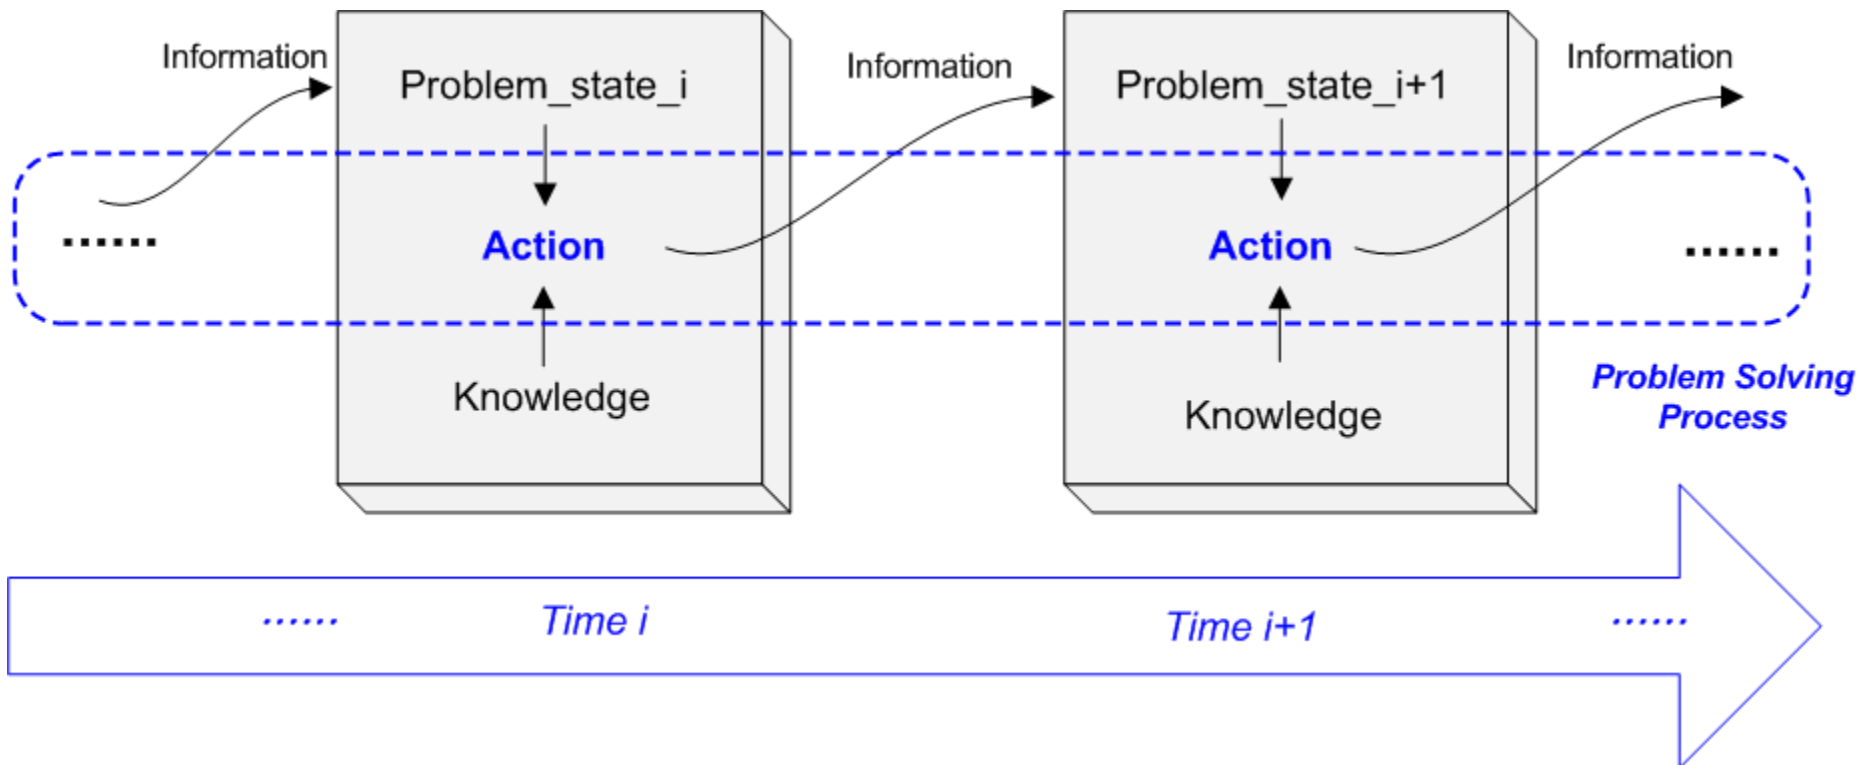 Information
Problem_state_i
Action
Knowledge
Information
Problem_state_i+1
Action
Knowledge
Information
......
......
Problem Solving
Process
...... Time i Time i+1 ......